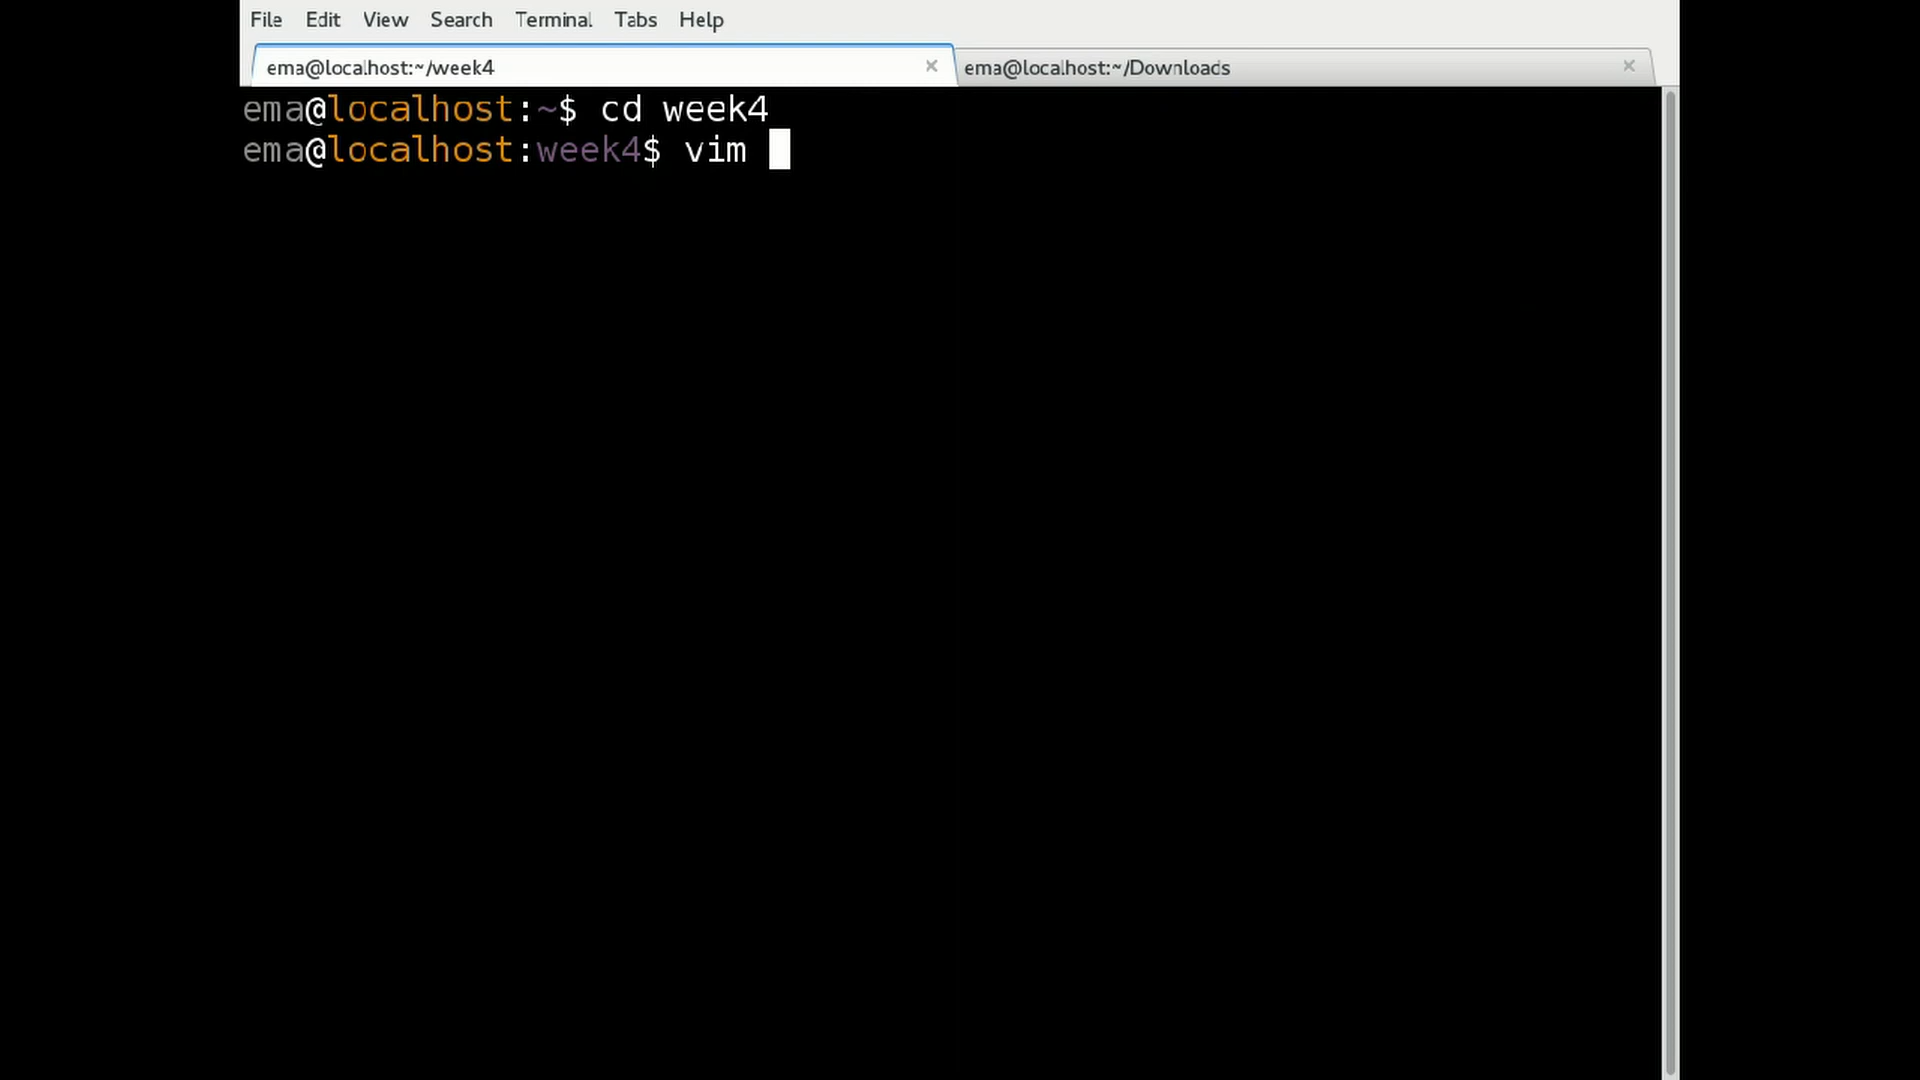 File Edit View Search Terminal Tabs Help
ema@localhost:~/week4 × ema@localhost:~/Downloads ×
ema@localhost:~$ cd week4
ema@localhost:week4$ vim